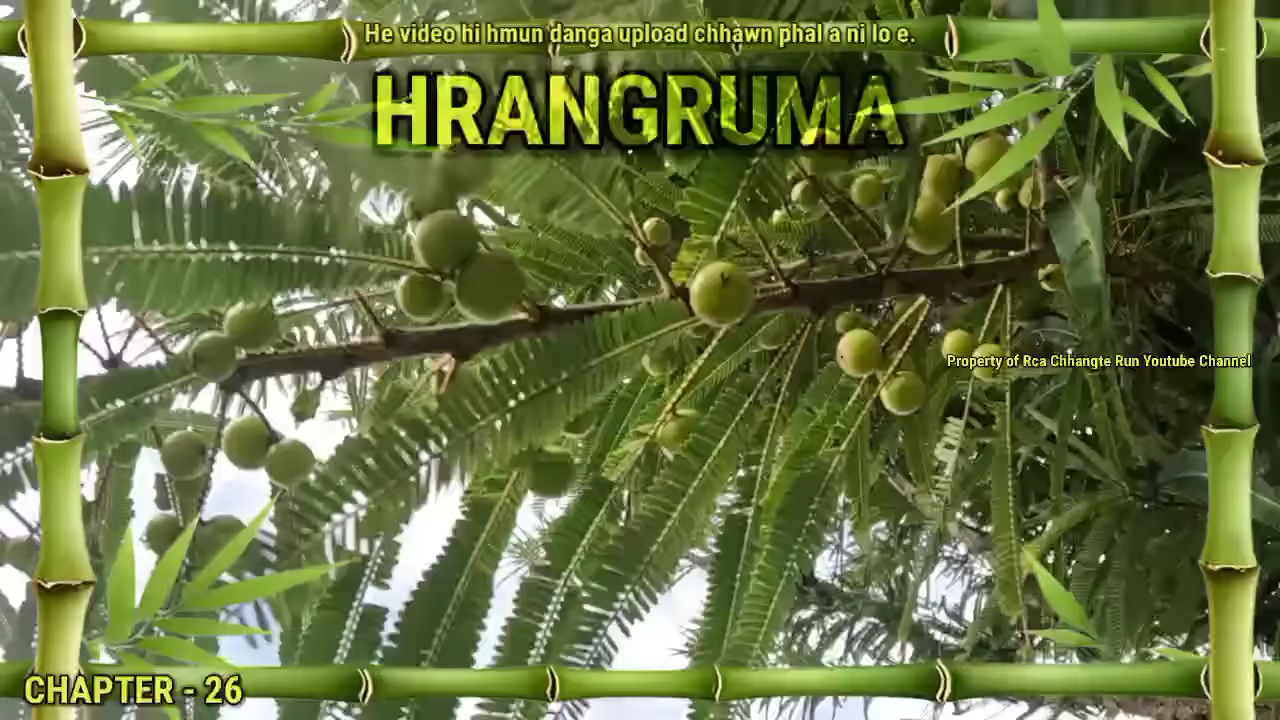 He video hi hmun danga upload chhawn phal a ni lo e.
HRANGRUMA
Property of Rca Chhangte Run Youtube Channel
CHAPTER - 26